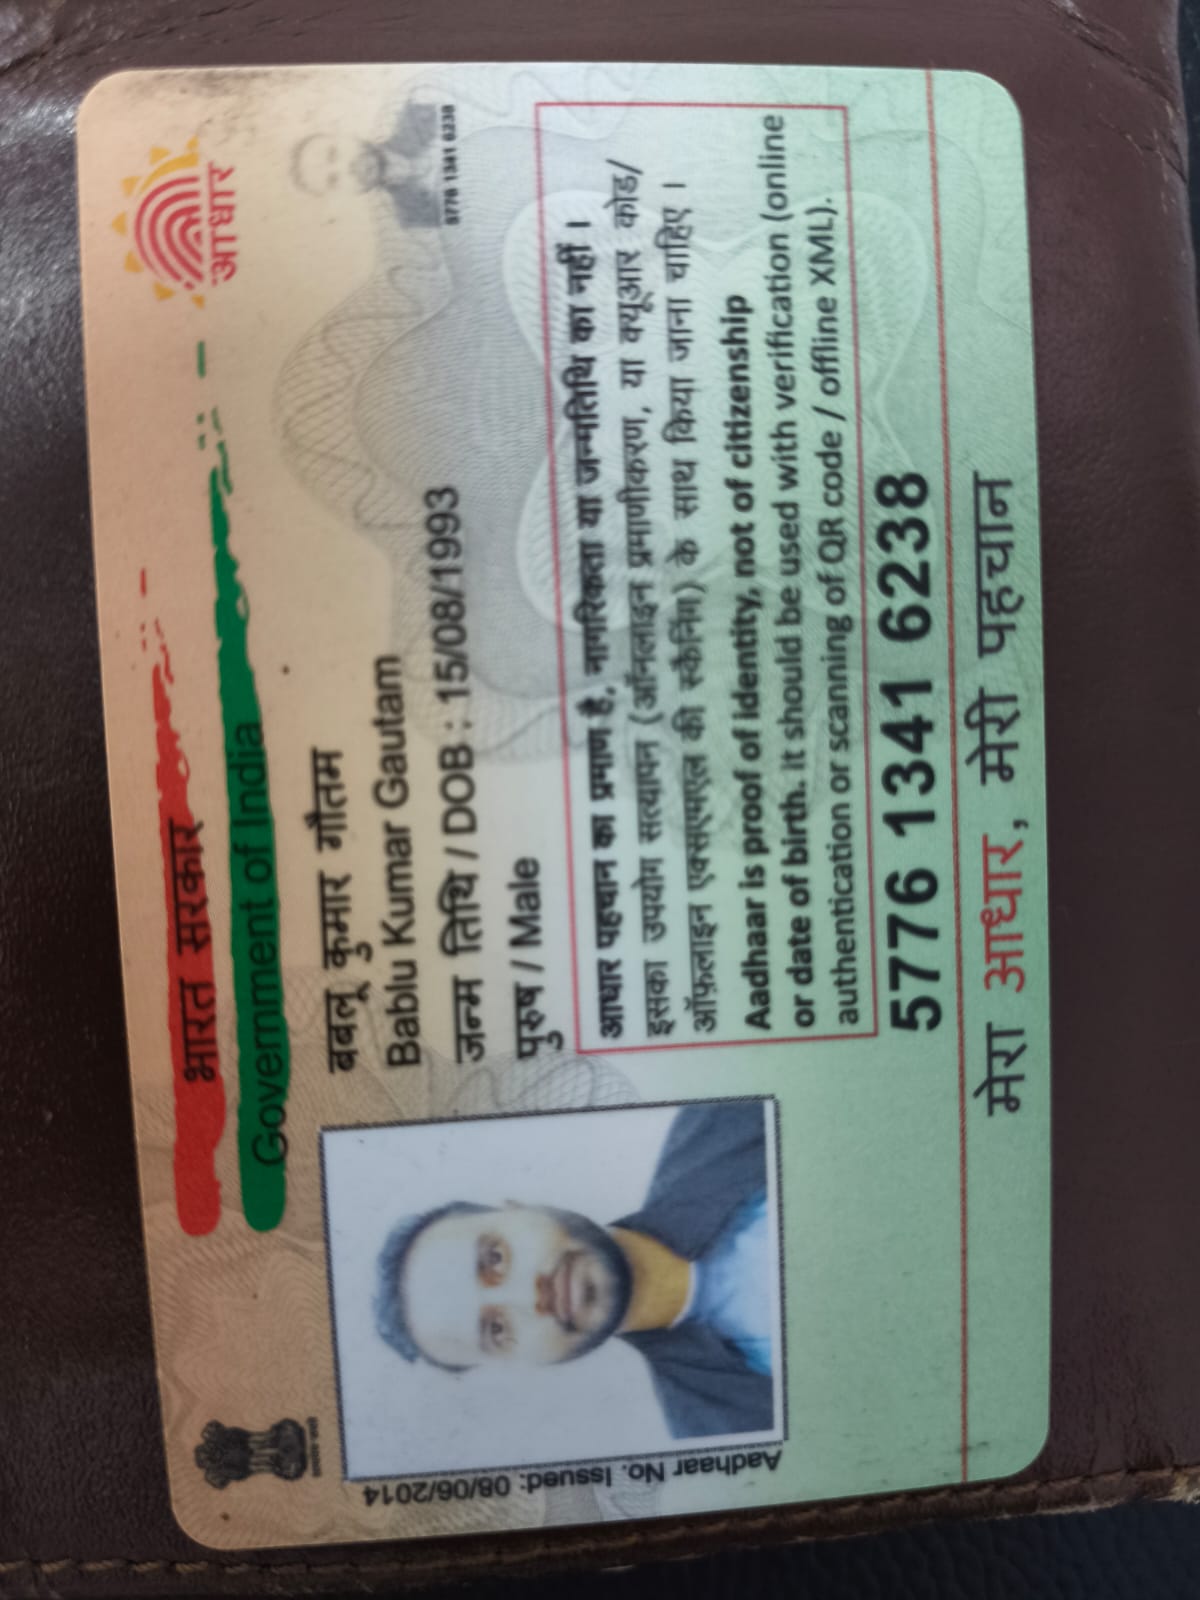 भारत सरकार
Government of India
आधार
बबलू कुमार गौतम
Bablu Kumar Gautam
जन्म तिथि / DOB : 15/08/1993
पुरुष / Male
5776 1341 6238
Aadhaar No. Issued: 08/06/2014
आधार पहचान का प्रमाण है, नागरिकता या जन्मतिथि का नहीं ।
इसका उपयोग सत्यापन (ऑनलाइन प्रमाणीकरण, या क्यूआर कोड/
ऑफ़लाइन एक्सएमएल की स्कैनिंग) के साथ किया जाना चाहिए ।
Aadhaar is proof of identity, not of citizenship
or date of birth. It should be used with verification (online
authentication or scanning of QR code / offline XML).
5776 1341 6238
मेरा आधार, मेरी पहचान